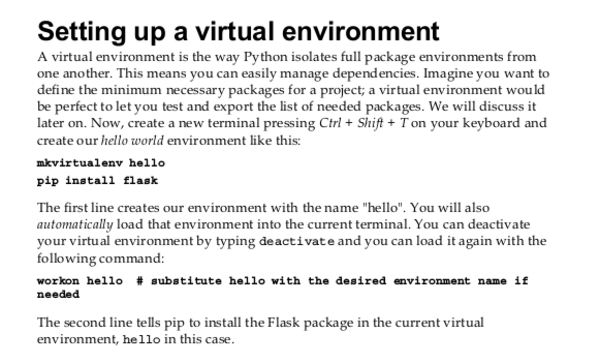 Setting up a virtual environment
A virtual environment is the way Python isolates full package environments from
one another. This means you can easily manage dependencies. Imagine you want to
define the minimum necessary packages for a project; a virtual environment would
be perfect to let you test and export the list of needed packages. We will discuss it
later on. Now, create a new terminal pressing Ctrl + Shift + T on your keyboard and
create our hello world environment like this:
mkvirtualenv hello
pip install flask
The first line creates our environment with the name "hello". You will also
automatically load that environment into the current terminal. You can deactivate
your virtual environment by typing deactivate and you can load it again with the
following command:
workon hello  # substitute hello with the desired environment name if
needed
The second line tells pip to install the Flask package in the current virtual
environment, hello in this case.